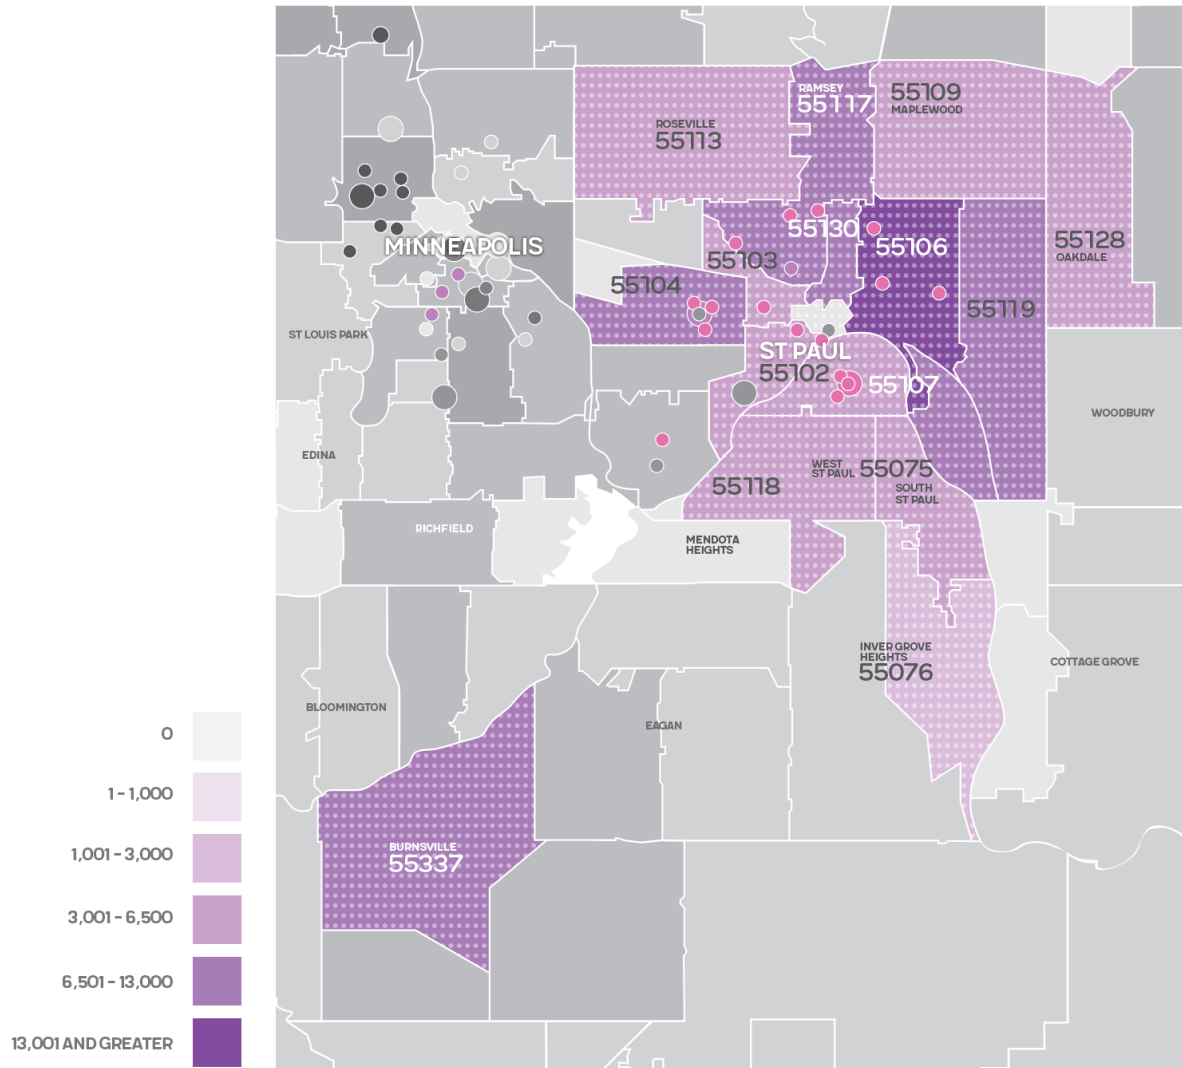 RAMSEY
55117
55109
MAPLEWOOD
ROSEVILLE
55113
55130
55106
MINNEAPOLIS
55103
55128
OAKDALE
55104
55119
ST LOUIS PARK
ST PAUL
55102
55107
WOODBURY
EDINA
WEST
ST PAUL
55075
SOUTH
ST PAUL
55118
RICHFIELD
MENDOTA
HEIGHTS
INVER GROVE
HEIGHTS
55076
COTTAGE GROVE
BLOOMINGTON
EAGAN
BURNSVILLE
55337
0
1 - 1,000
1,001 - 3,000
3,001 - 6,500
6,501 - 13,000
13,001 AND GREATER